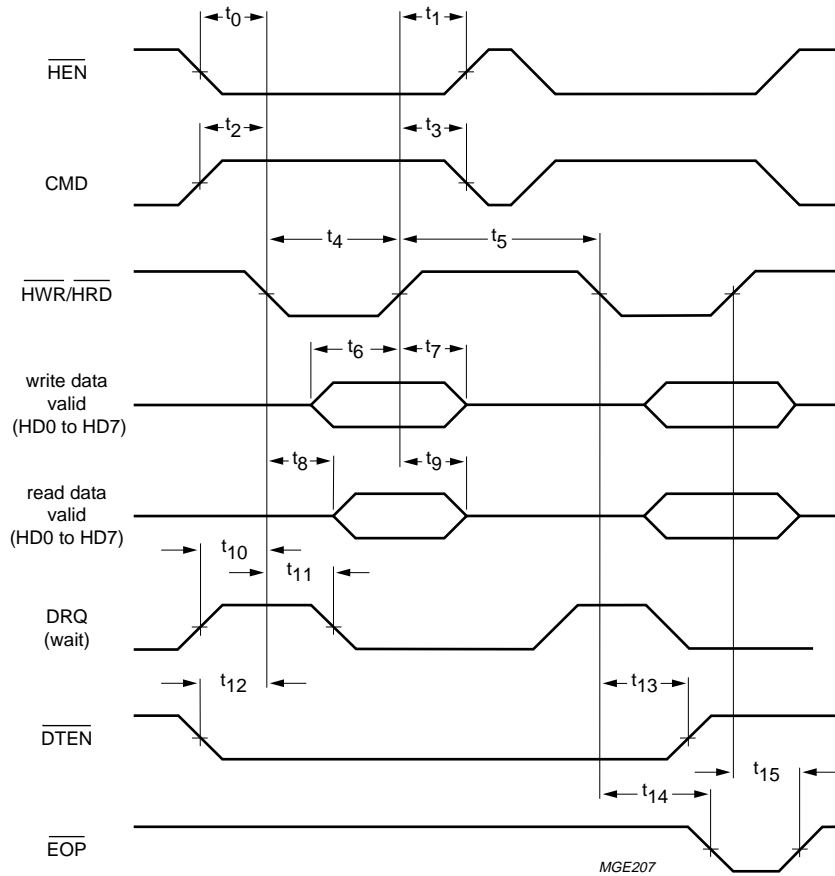 t0 t1
HEN
t2 t3
CMD
t4 t5
HWR/HRD
t6 t7
write data
valid
(HD0 to HD7)
t8 t9
read data
valid
(HD0 to HD7)
t10
t11
DRQ
(wait)
t12 t13
DTEN
t14 t15
EOP
MGE207